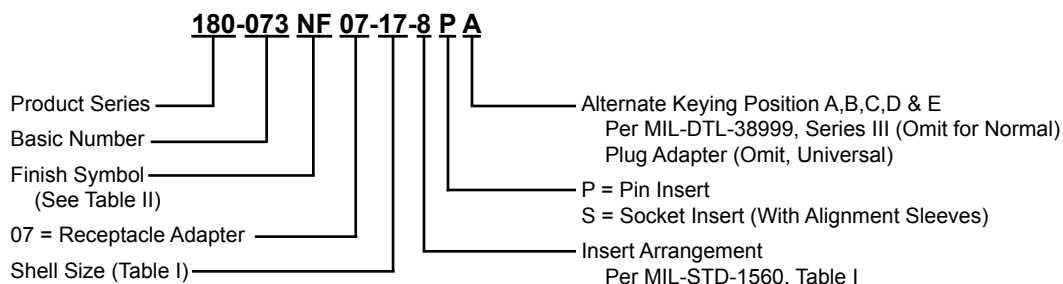 180-073 NF 07-17-8 P A
Product Series
Basic Number
Finish Symbol
(See Table II)
07 = Receptacle Adapter
Shell Size (Table I)
Alternate Keying Position A,B,C,D & E
Per MIL-DTL-38999, Series III (Omit for Normal)
Plug Adapter (Omit, Universal)
P = Pin Insert
S = Socket Insert (With Alignment Sleeves)
Insert Arrangement
Per MIL-STD-1560, Table I